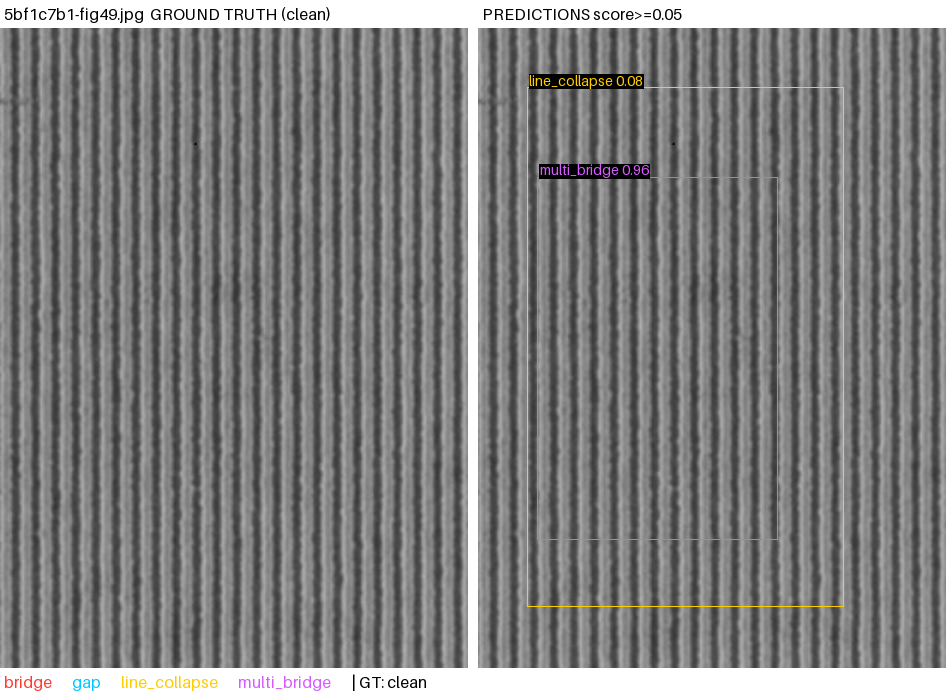 5bf1c7b1-fig49.jpg GROUND TRUTH (clean)
PREDICTIONS score>=0.05
line_collapse 0.08
multi_bridge 0.96
bridge gap line_collapse multi_bridge | GT: clean